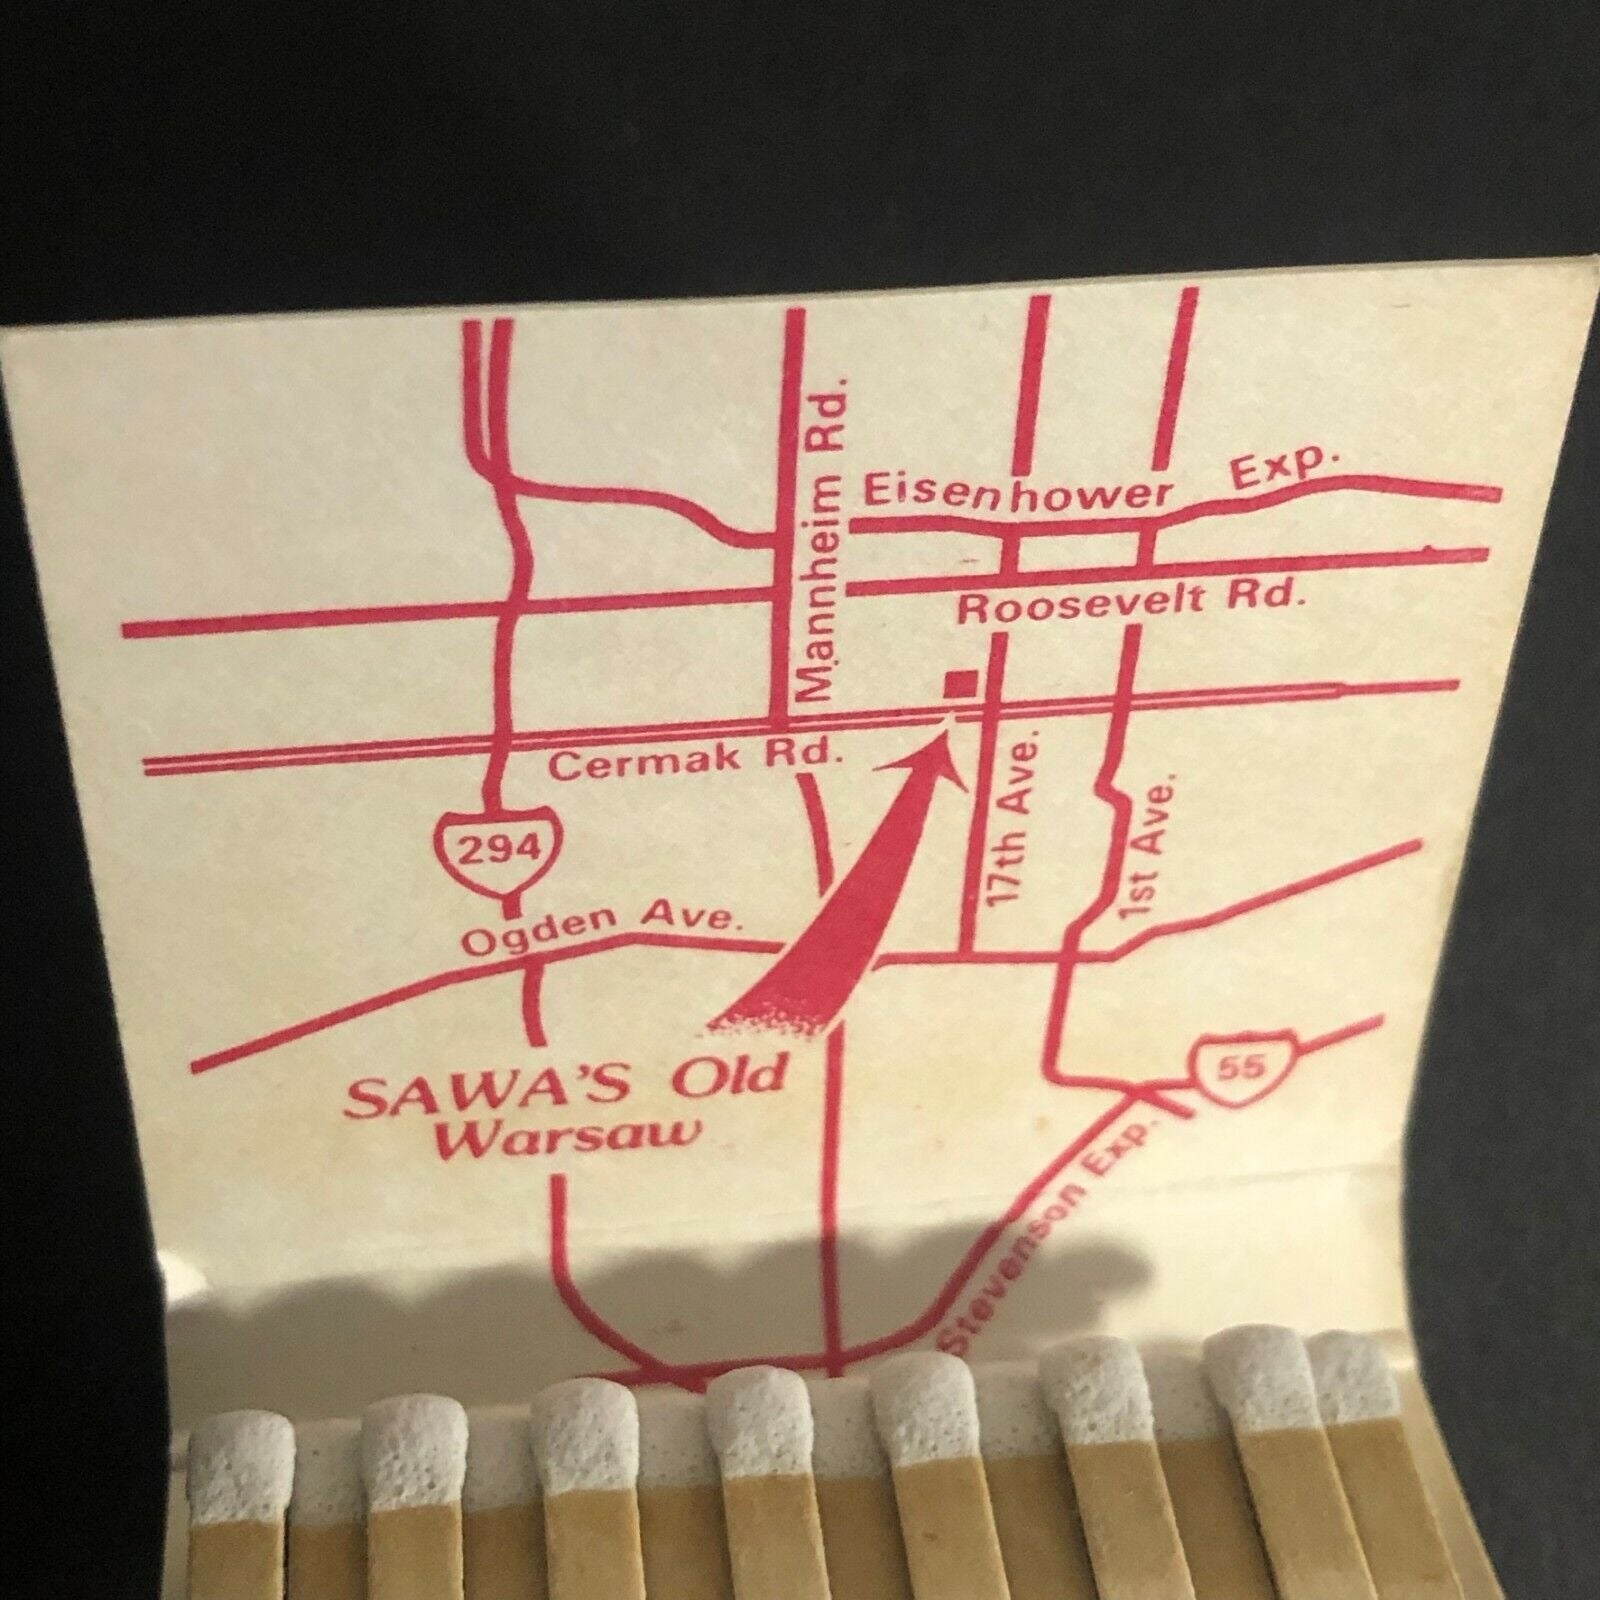 Mannheim Rd.
Eisenhower Exp.
Roosevelt Rd.
Cermak Rd.
17th Ave.
1st Ave.
294
Ogden Ave.
SAWA'S Old
Warsaw
55
Stevenson Exp.